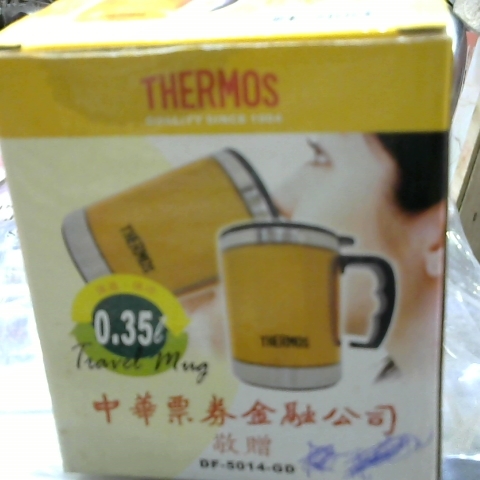 THERMOS
QUALITY SINCE 1904
THERMOS
THERMOS
0.35ℓ
Travel Mug
中華票券金融公司
敬贈
DF-5014-GD